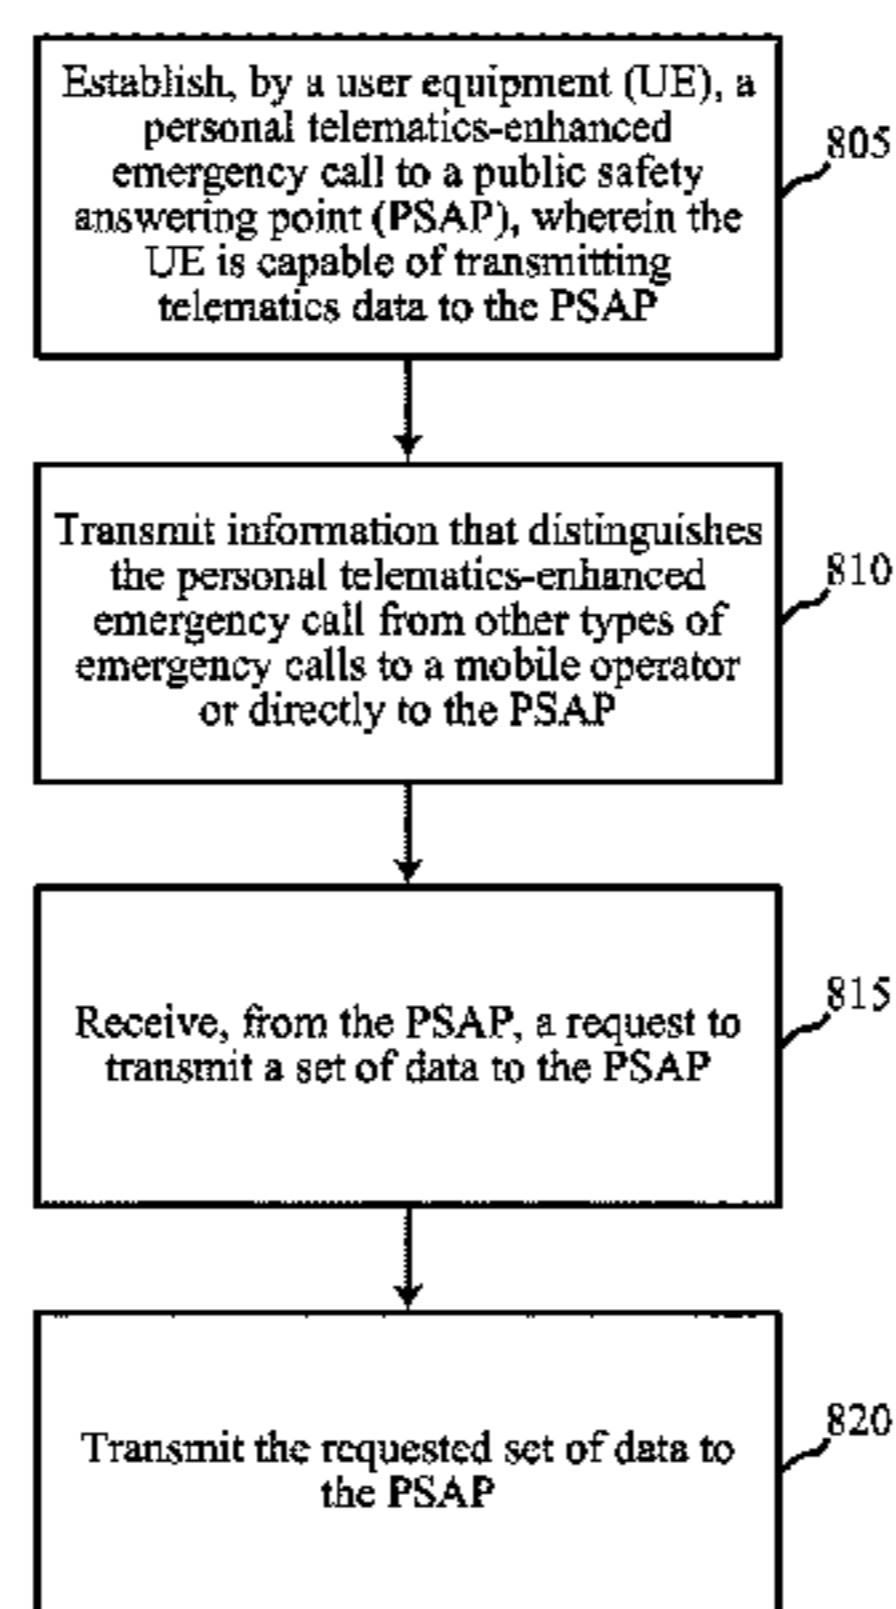 Establish, by a user equipment (UE), a
personal telematics-enhanced
emergency call to a public safety
answering point (PSAP), wherein the
UE is capable of transmitting
telematics data to the PSAP
805
Transmit information that distinguishes
the personal telematics-enhanced
emergency call from other types of
emergency calls to a mobile operator
or directly to the PSAP
810
Receive, from the PSAP, a request to
transmit a set of data to the PSAP
815
Transmit the requested set of data to
the PSAP
820